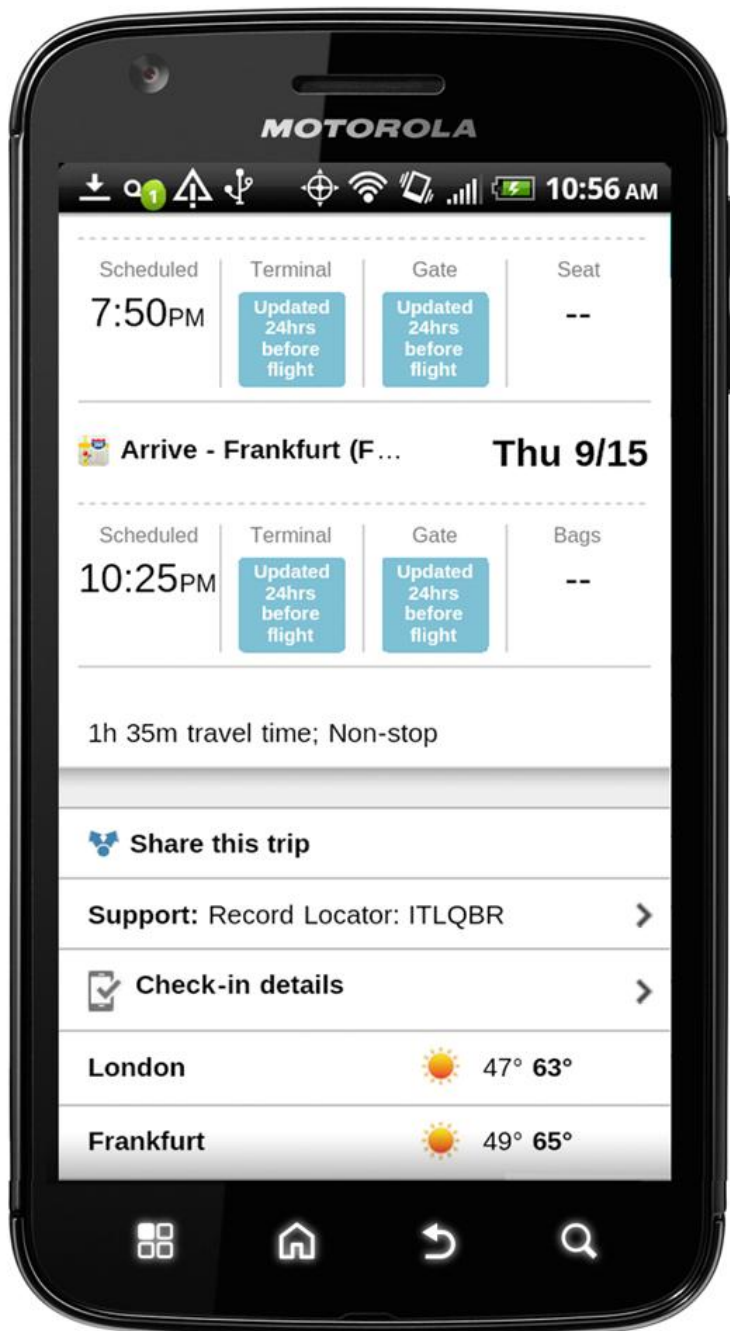 MOTOROLA
1 10:56 AM
Scheduled Terminal Gate Seat
7:50PM Updated 24hrs before flight Updated 24hrs before flight --
Arrive - Frankfurt (F... Thu 9/15
Scheduled Terminal Gate Bags
10:25PM Updated 24hrs before flight Updated 24hrs before flight --
1h 35m travel time; Non-stop
Share this trip
Support: Record Locator: ITLQBR
Check-in details
London 47° 63°
Frankfurt 49° 65°